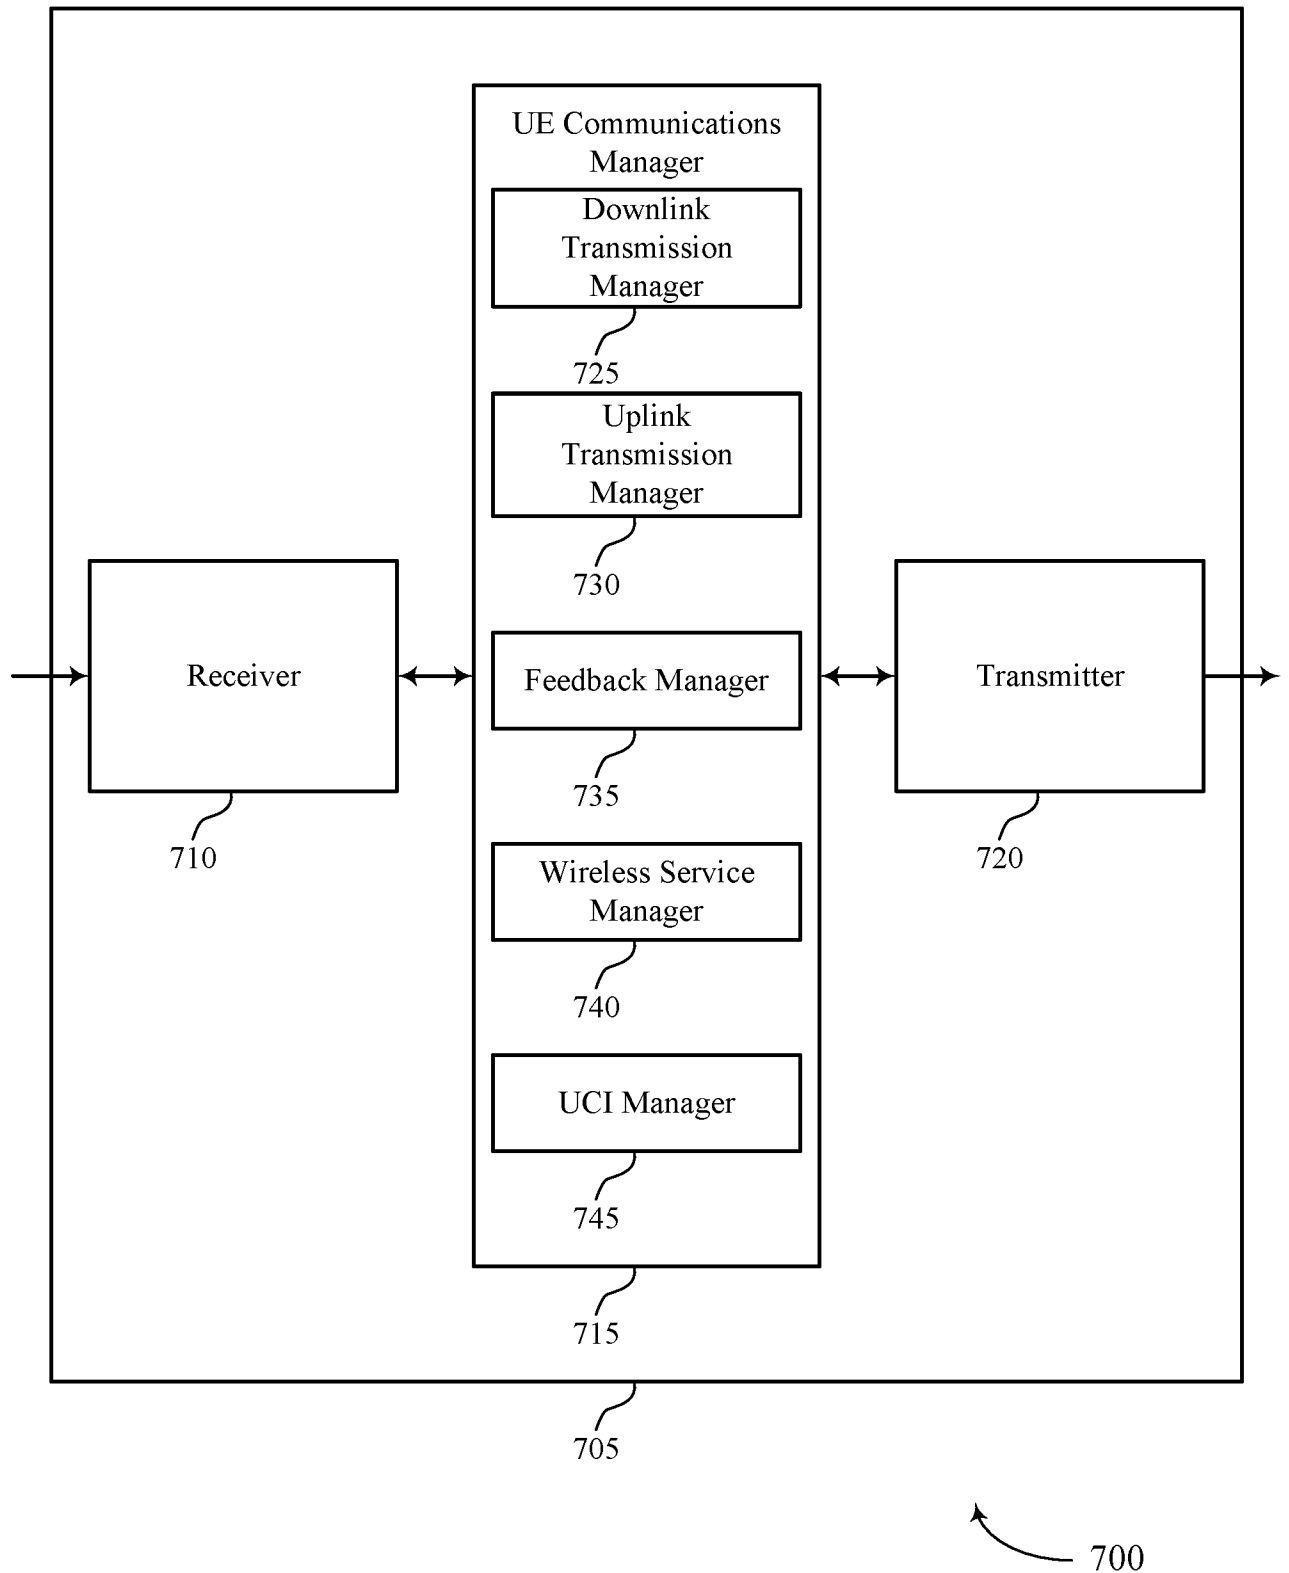 UE Communications
Manager
Downlink
Transmission
Manager
725
Uplink
Transmission
Manager
730
Receiver
710
Feedback Manager
735
Transmitter
720
Wireless Service
Manager
740
UCI Manager
745
715
705
700